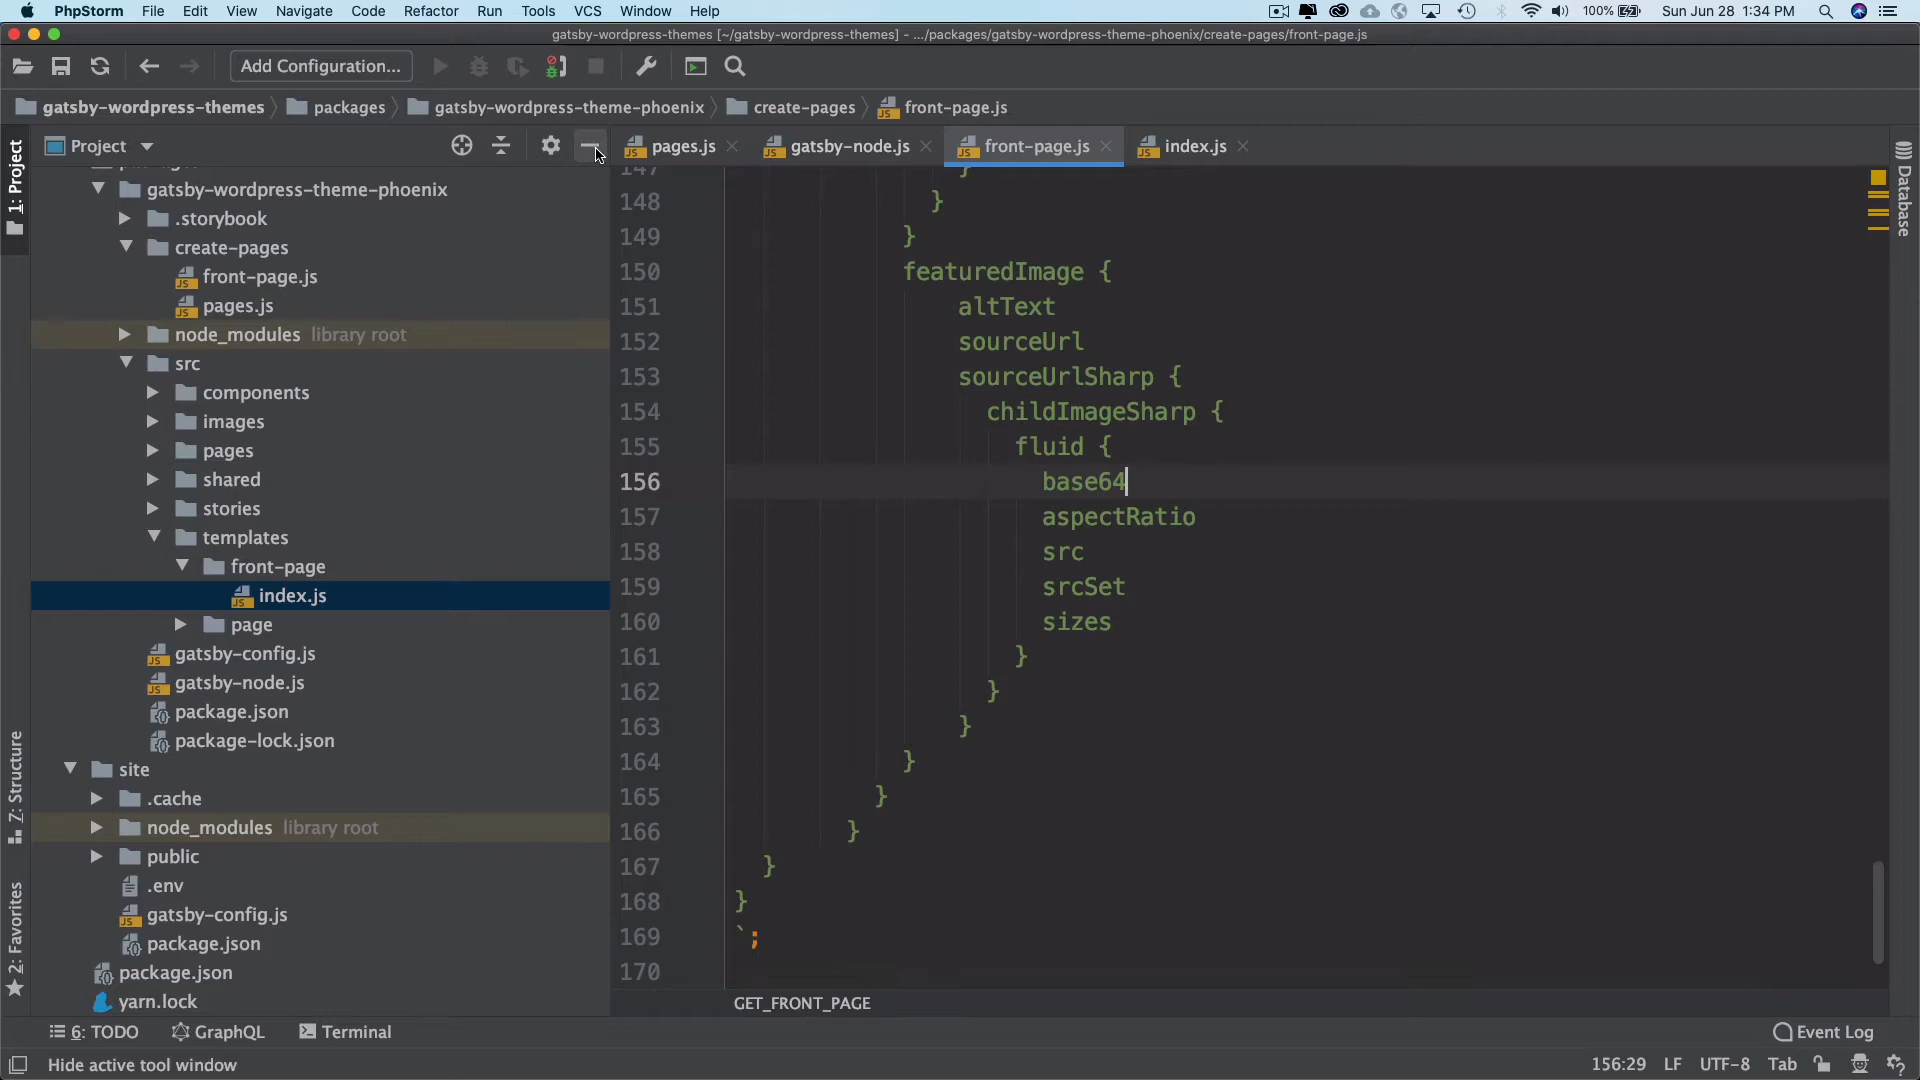 PhpStorm File Edit View Navigate Code Refactor Run Tools VCS Window Help 100% Sun Jun 28 1:34 PM
gatsby-wordpress-themes [~/gatsby-wordpress-themes] - .../packages/gatsby-wordpress-theme-phoenix/create-pages/front-page.js
Add Configuration...
gatsby-wordpress-themes packages gatsby-wordpress-theme-phoenix create-pages front-page.js
Project pages.js gatsby-node.js front-page.js index.js
1: Project
Z: Structure
2: Favorites
Database
gatsby-wordpress-theme-phoenix
.storybook
create-pages
front-page.js
pages.js
node_modules library root
src
components
images
pages
shared
stories
templates
front-page
index.js
page
gatsby-config.js
gatsby-node.js
package.json
package-lock.json
site
.cache
node_modules library root
public
.env
gatsby-config.js
package.json
package.json
yarn.lock
147 }
148 }
149 }
150 featuredImage {
151 altText
152 sourceUrl
153 sourceUrlSharp {
154 childImageSharp {
155 fluid {
156 base64
157 aspectRatio
158 src
159 srcSet
160 sizes
161 }
162 }
163 }
164 }
165 }
166 }
167 }
168 }
169 `;
170
GET_FRONT_PAGE
6: TODO GraphQL Terminal Event Log
Hide active tool window 156:29 LF UTF-8 Tab